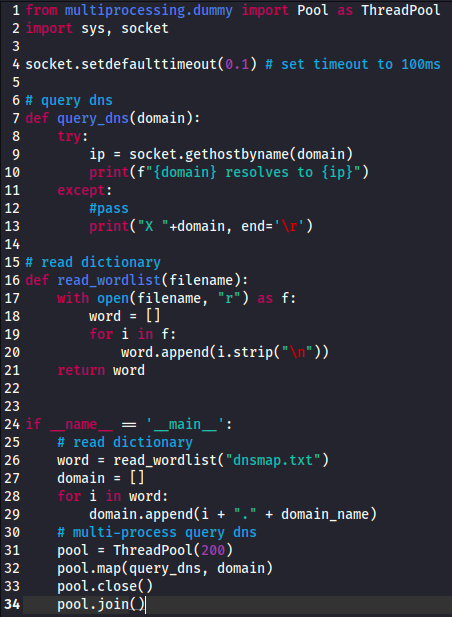 1 from multiprocessing.dummy import Pool as ThreadPool
2 import sys, socket
3
4 socket.setdefaulttimeout(0.1) # set timeout to 100ms
5
6 # query dns
7 def query_dns(domain):
8     try:
9         ip = socket.gethostbyname(domain)
10         print(f"{domain} resolves to {ip}")
11     except:
12         #pass
13         print("X "+domain, end='\r')
14
15 # read dictionary
16 def read_wordlist(filename):
17     with open(filename, "r") as f:
18         word = []
19         for i in f:
20             word.append(i.strip("\n"))
21     return word
22
23
24 if __name__ == '__main__':
25     # read dictionary
26     word = read_wordlist("dnsmap.txt")
27     domain = []
28     for i in word:
29         domain.append(i + "." + domain_name)
30     # multi-process query dns
31     pool = ThreadPool(200)
32     pool.map(query_dns, domain)
33     pool.close()
34     pool.join()